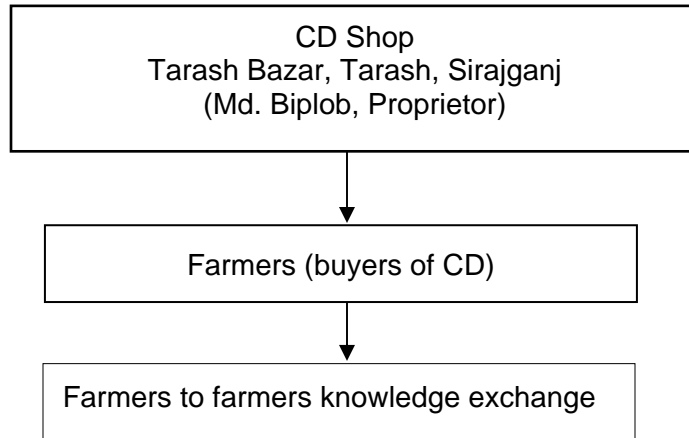 CD Shop
Tarash Bazar, Tarash, Sirajganj
(Md. Biplob, Proprietor)
Farmers (buyers of CD)
Farmers to farmers knowledge exchange